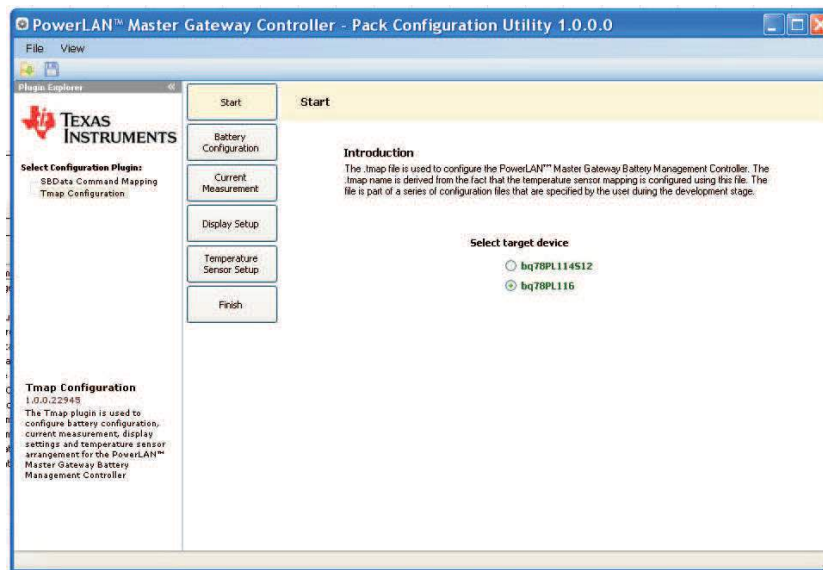 PowerLAN™ Master Gateway Controller - Pack Configuration Utility 1.0.0.0
File View
Plugin Explorer
TEXAS
INSTRUMENTS
Select Configuration Plugin:
SBData Command Mapping
Tmap Configuration
Tmap Configuration
1.0.0.22945
The Tmap plugin is used to
configure battery configuration,
current measurement, display
settings and temperature sensor
arrangement for the PowerLAN™
Master Gateway Battery
Management Controller
Start
Battery
Configuration
Current
Measurement
Display Setup
Temperature
Sensor Setup
Finish
Start
Introduction
The .tmap file is used to configure the PowerLAN™ Master Gateway Battery Management Controller. The
.tmap name is derived from the fact that the temperature sensor mapping is configured using this file. The
file is part of a series of configuration files that are specified by the user during the development stage.
Select target device
bq78PL114S12
bq78PL116